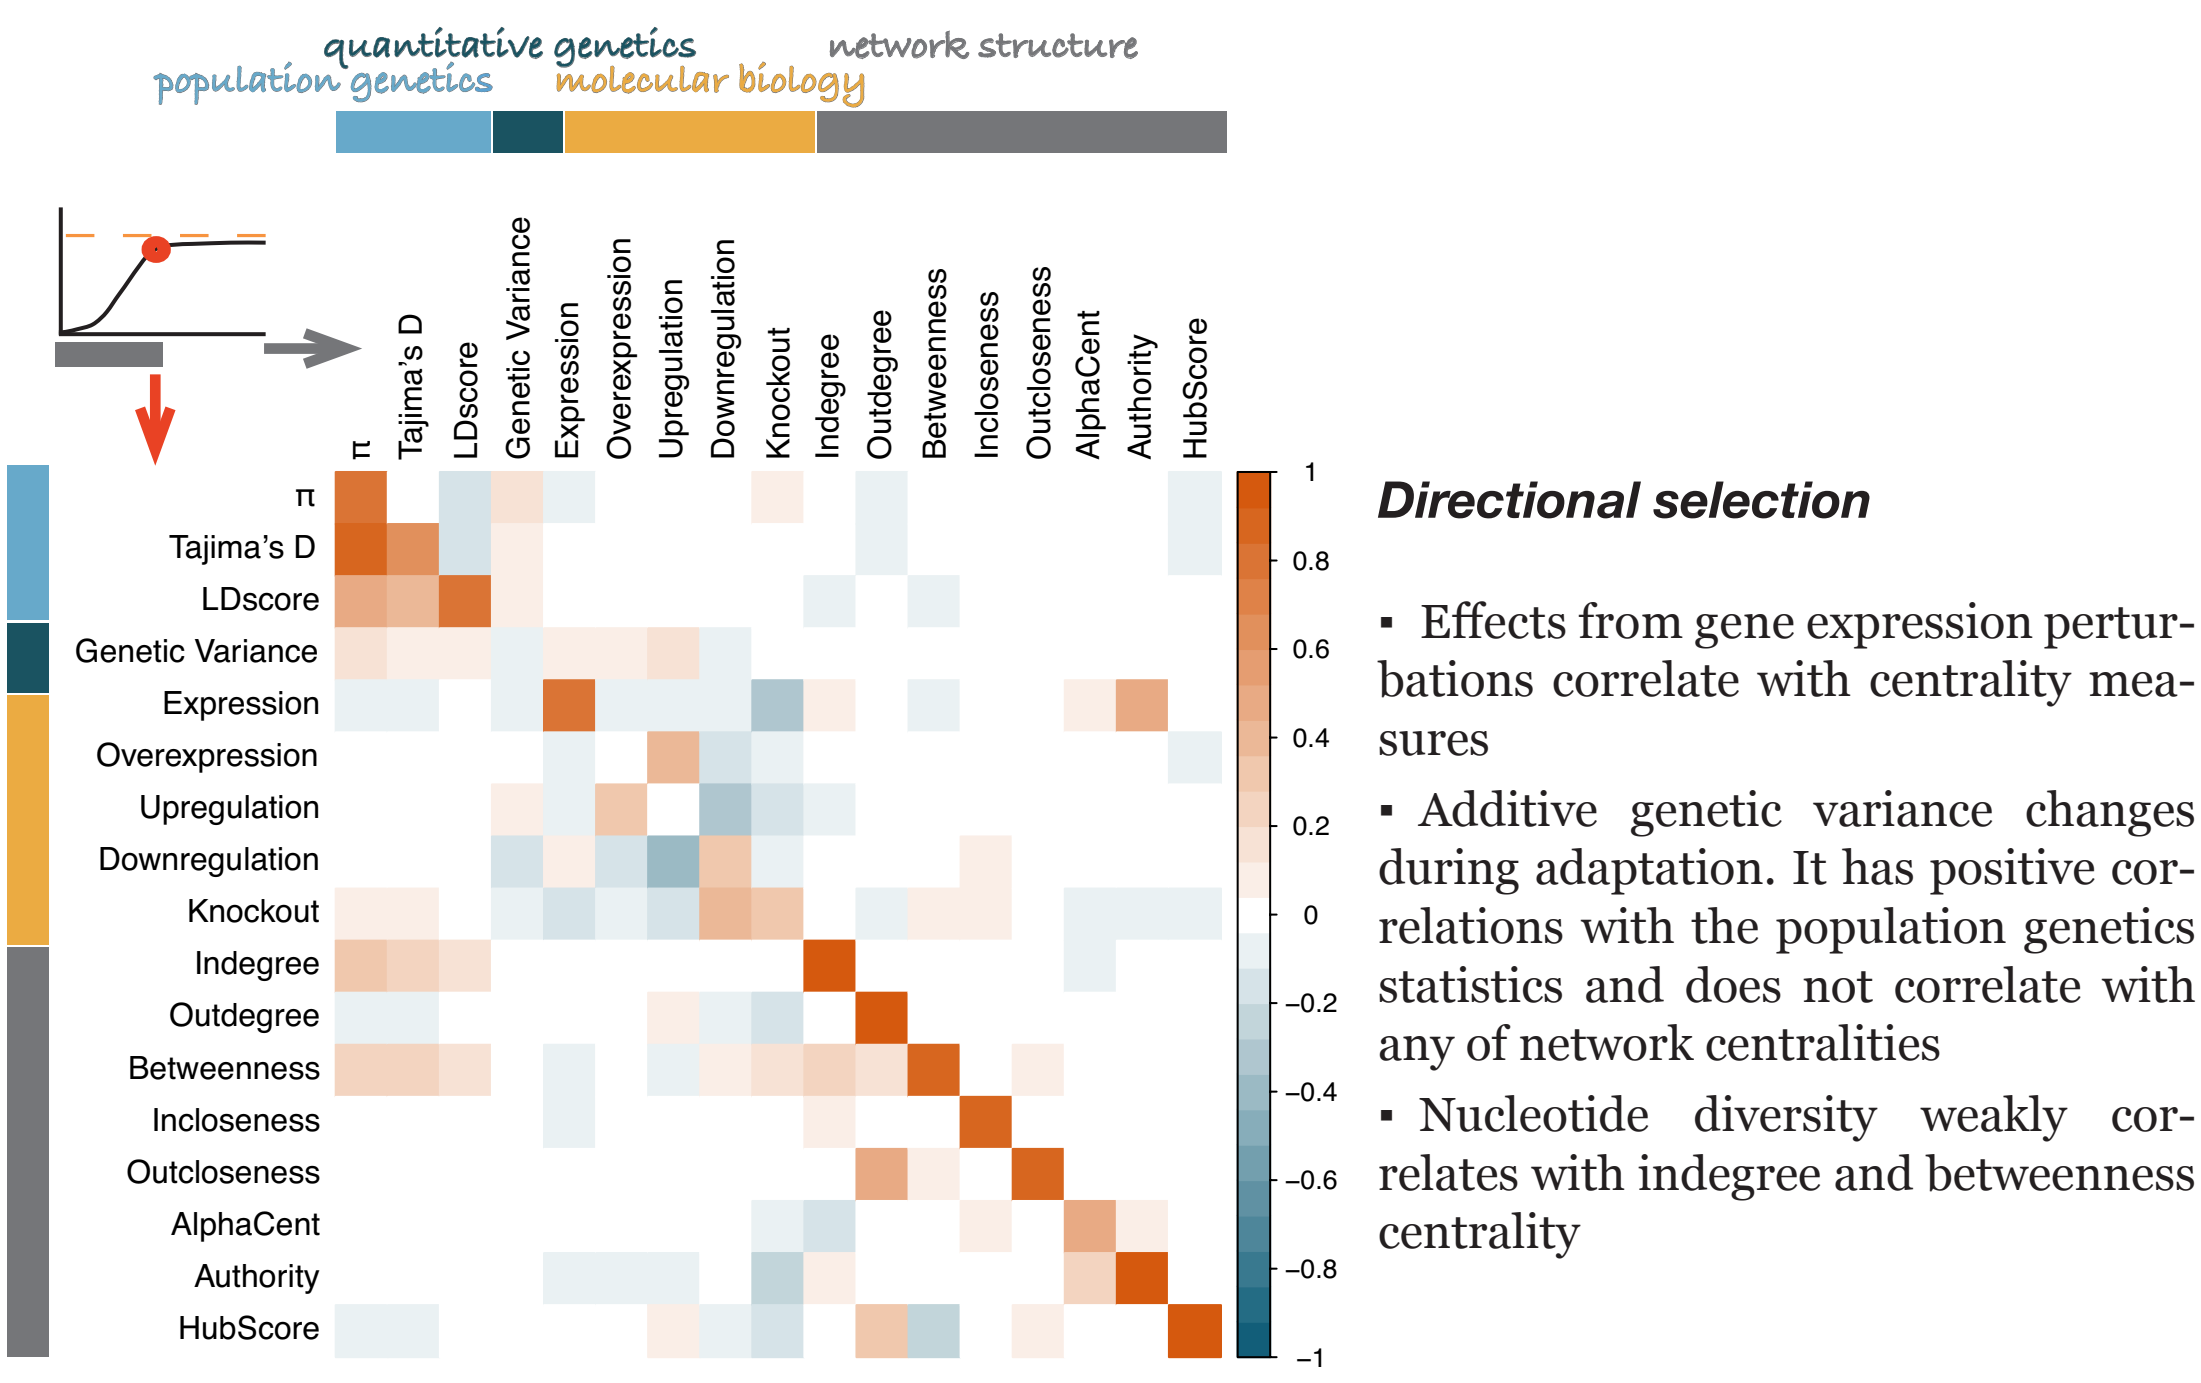 quantitative genetics
network structure
population genetics
molecular biology
π
Tajima’s D
LDscore
Genetic Variance
Expression
Overexpression
Upregulation
Downregulation
Knockout
Indegree
Outdegree
Betweenness
Incloseness
Outcloseness
AlphaCent
Authority
HubScore
π
Tajima’s D
LDscore
Genetic Variance
Expression
Overexpression
Upregulation
Downregulation
Knockout
Indegree
Outdegree
Betweenness
Incloseness
Outcloseness
AlphaCent
Authority
HubScore
1
0.8
0.6
0.4
0.2
0
−0.2
−0.4
−0.6
−0.8
−1
Directional selection
▪ Effects from gene expression pertur-
bations correlate with centrality mea-
sures
▪ Additive genetic variance changes
during adaptation. It has positive cor-
relations with the population genetics
statistics and does not correlate with
any of network centralities
▪ Nucleotide diversity weakly cor-
relates with indegree and betweenness
centrality